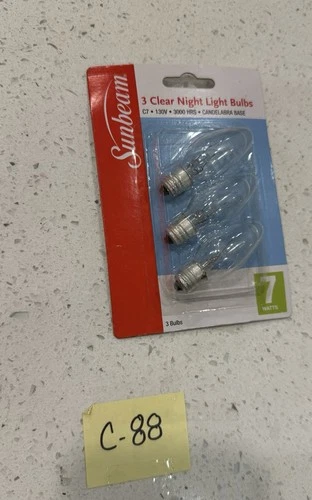 Sunbeam
3 Clear Night Light Bulbs
C7 • 130V • 3000 HRS • CANDELABRA BASE
7
WATTS
3 Bulbs
C-88